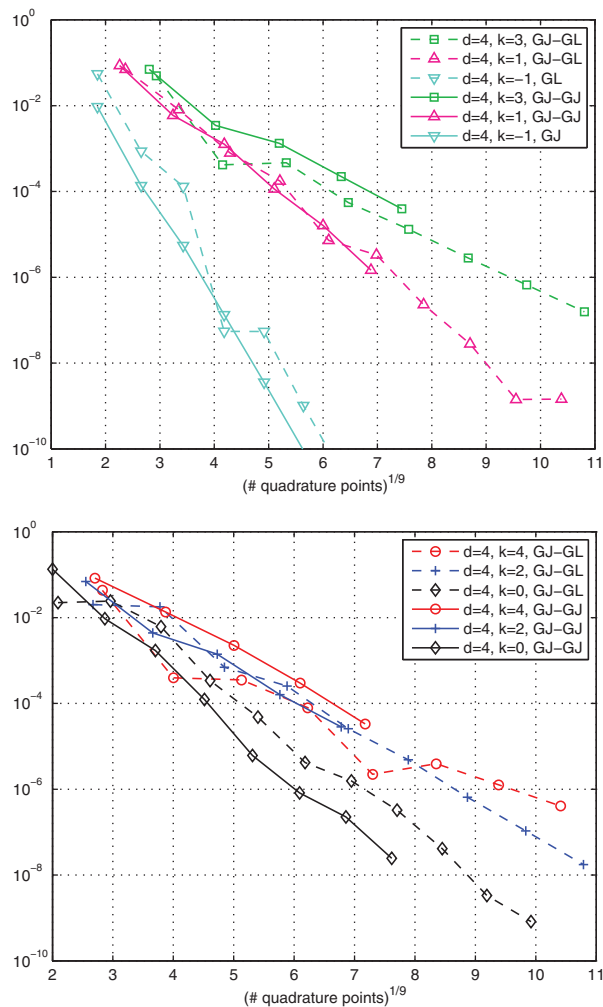 10^0
10^-2
10^-4
10^-6
10^-8
10^-10
1 2 3 4 5 6 7 8 9 10 11
(# quadrature points)^1/9
d=4, k=3, GJ−GL
d=4, k=1, GJ−GL
d=4, k=−1, GL
d=4, k=3, GJ−GJ
d=4, k=1, GJ−GJ
d=4, k=−1, GJ
10^0
10^-2
10^-4
10^-6
10^-8
10^-10
2 3 4 5 6 7 8 9 10 11
(# quadrature points)^1/9
d=4, k=4, GJ−GL
d=4, k=2, GJ−GL
d=4, k=0, GJ−GL
d=4, k=4, GJ−GJ
d=4, k=2, GJ−GJ
d=4, k=0, GJ−GJ